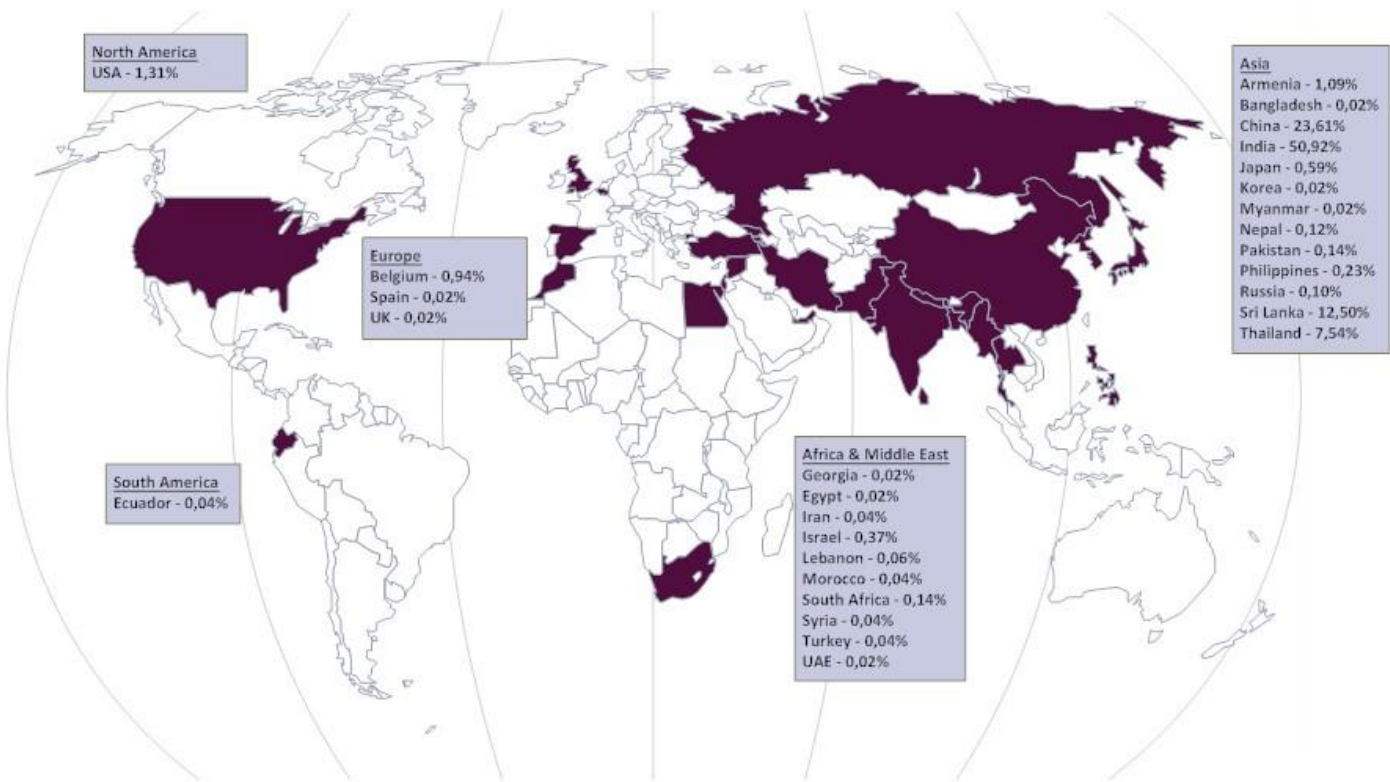 North America
USA - 1,31%
Europe
Belgium - 0,94%
Spain - 0,02%
UK - 0,02%
South America
Ecuador - 0,04%
Africa & Middle East
Georgia - 0,02%
Egypt - 0,02%
Iran - 0,04%
Israel - 0,37%
Lebanon - 0,06%
Morocco - 0,04%
South Africa - 0,14%
Syria - 0,04%
Turkey - 0,04%
UAE - 0,02%
Asia
Armenia - 1,09%
Bangladesh - 0,02%
China - 23,61%
India - 50,92%
Japan - 0,59%
Korea - 0,02%
Myanmar - 0,02%
Nepal - 0,12%
Pakistan - 0,14%
Philippines - 0,23%
Russia - 0,10%
Sri Lanka - 12,50%
Thailand - 7,54%